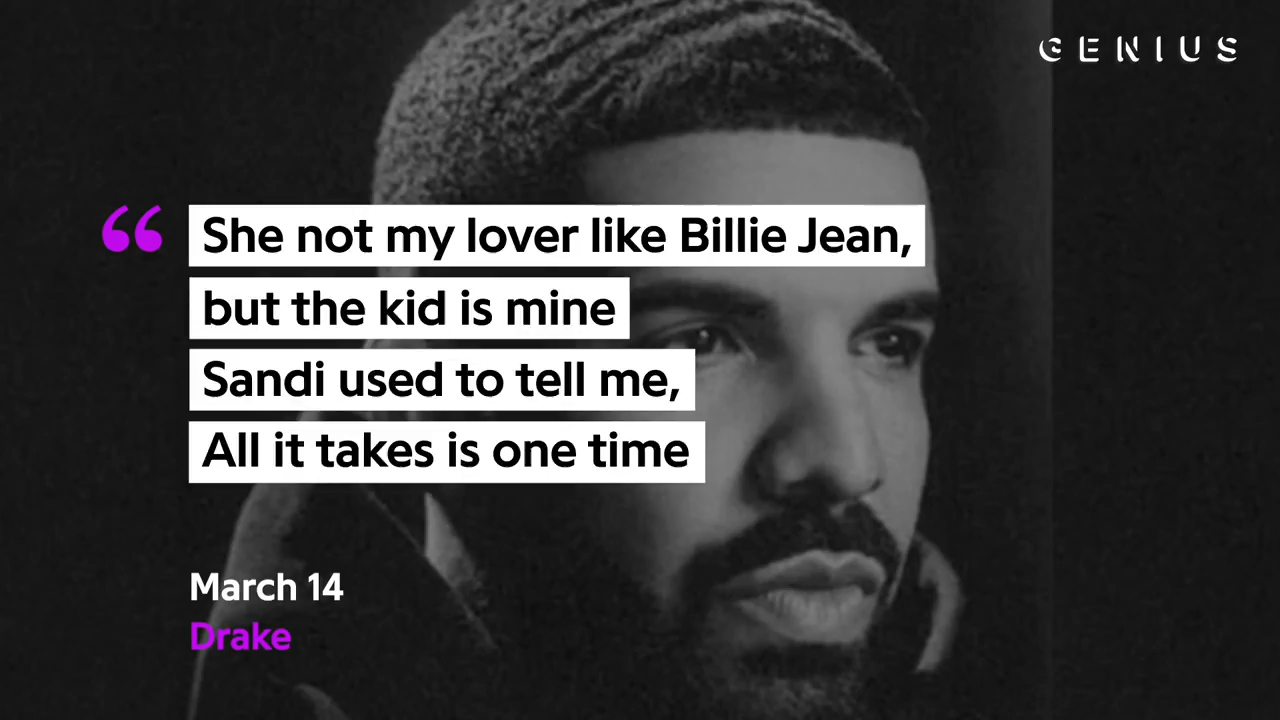 GENIUS
“
She not my lover like Billie Jean,
but the kid is mine
Sandi used to tell me,
All it takes is one time
March 14
Drake